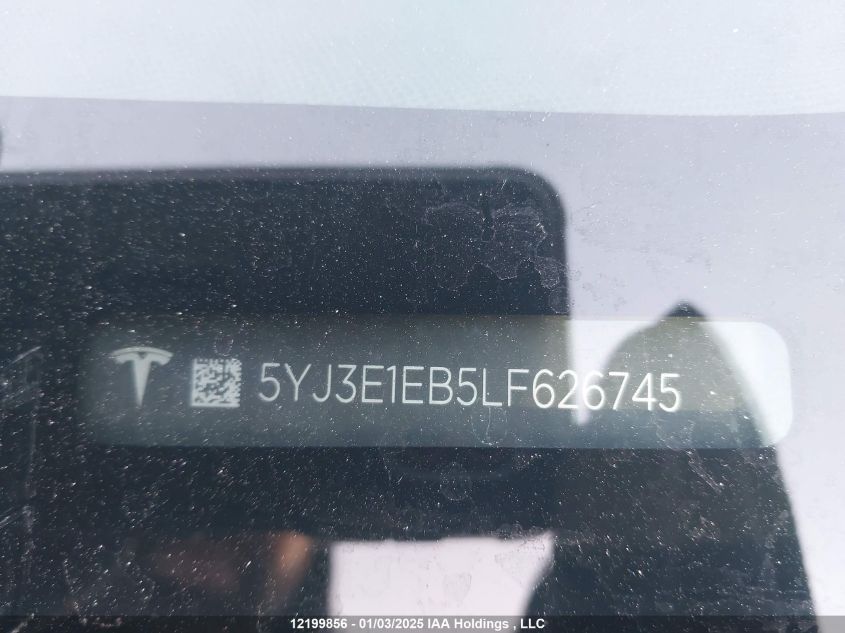 5YJ3E1EB5LF626745
12199856 - 01/03/2025 IAA Holdings , LLC